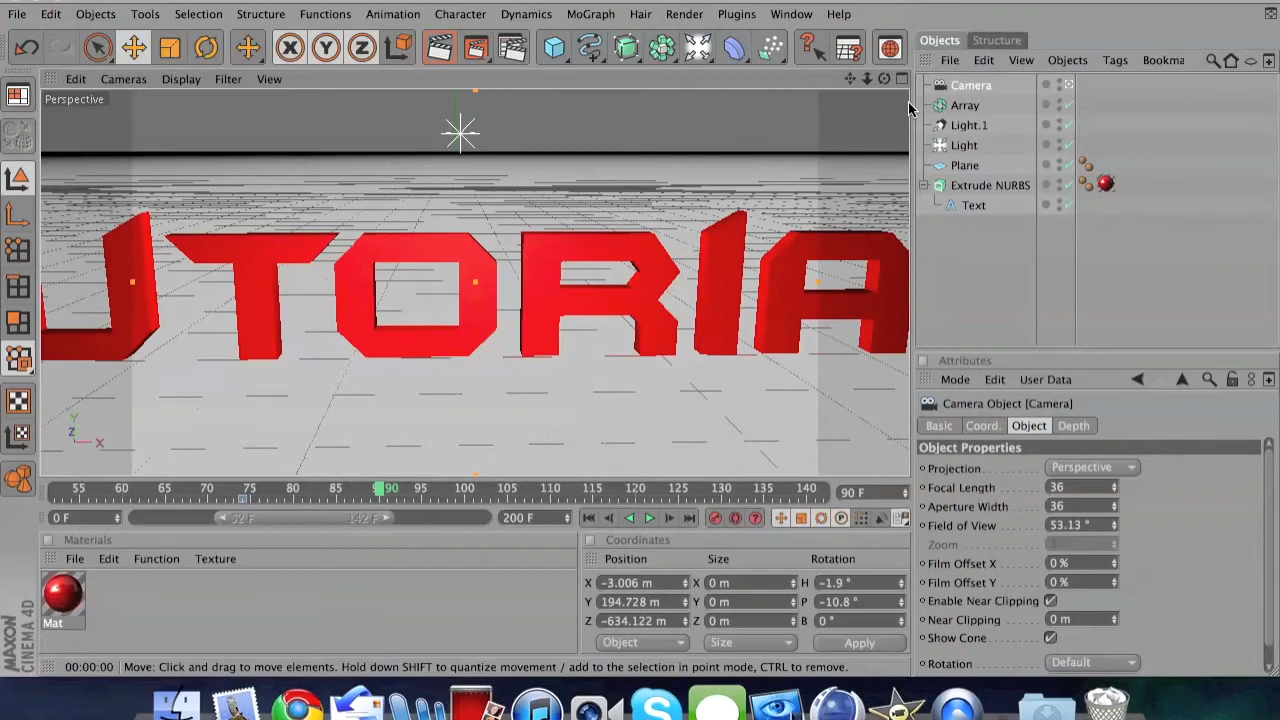 File Edit Objects Tools Selection Structure Functions Animation Character Dynamics MoGraph Hair Render Plugins Window Help
X Y Z
Objects Structure
File Edit View Objects Tags Bookma
Edit Cameras Display Filter View
Perspective
Camera
Array
Light.1
Light
Plane
Extrude NURBS
Text
UTORIA
Y
Z X
Attributes
Mode Edit User Data
Camera Object [Camera]
Basic Coord. Object Depth
Object Properties
Projection Perspective
Focal Length 36
Aperture Width 36
Field of View 53.13 °
Zoom
Film Offset X 0 %
Film Offset Y 0 %
Enable Near Clipping
Near Clipping 0 m
Show Cone
Rotation Default
55 60 65 70 75 80 85 90 95 100 105 110 115 120 125 130 135 140 90 F
0 F 52 F 142 F 200 F
Materials
File Edit Function Texture
Mat
Coordinates
Position Size Rotation
X -3.006 m X 0 m H -1.9 °
Y 194.728 m Y 0 m P -10.8 °
Z -634.122 m Z 0 m B 0 °
Object Size Apply
MAXON
CINEMA 4D
00:00:00 Move: Click and drag to move elements. Hold down SHIFT to quantize movement / add to the selection in point mode, CTRL to remove.